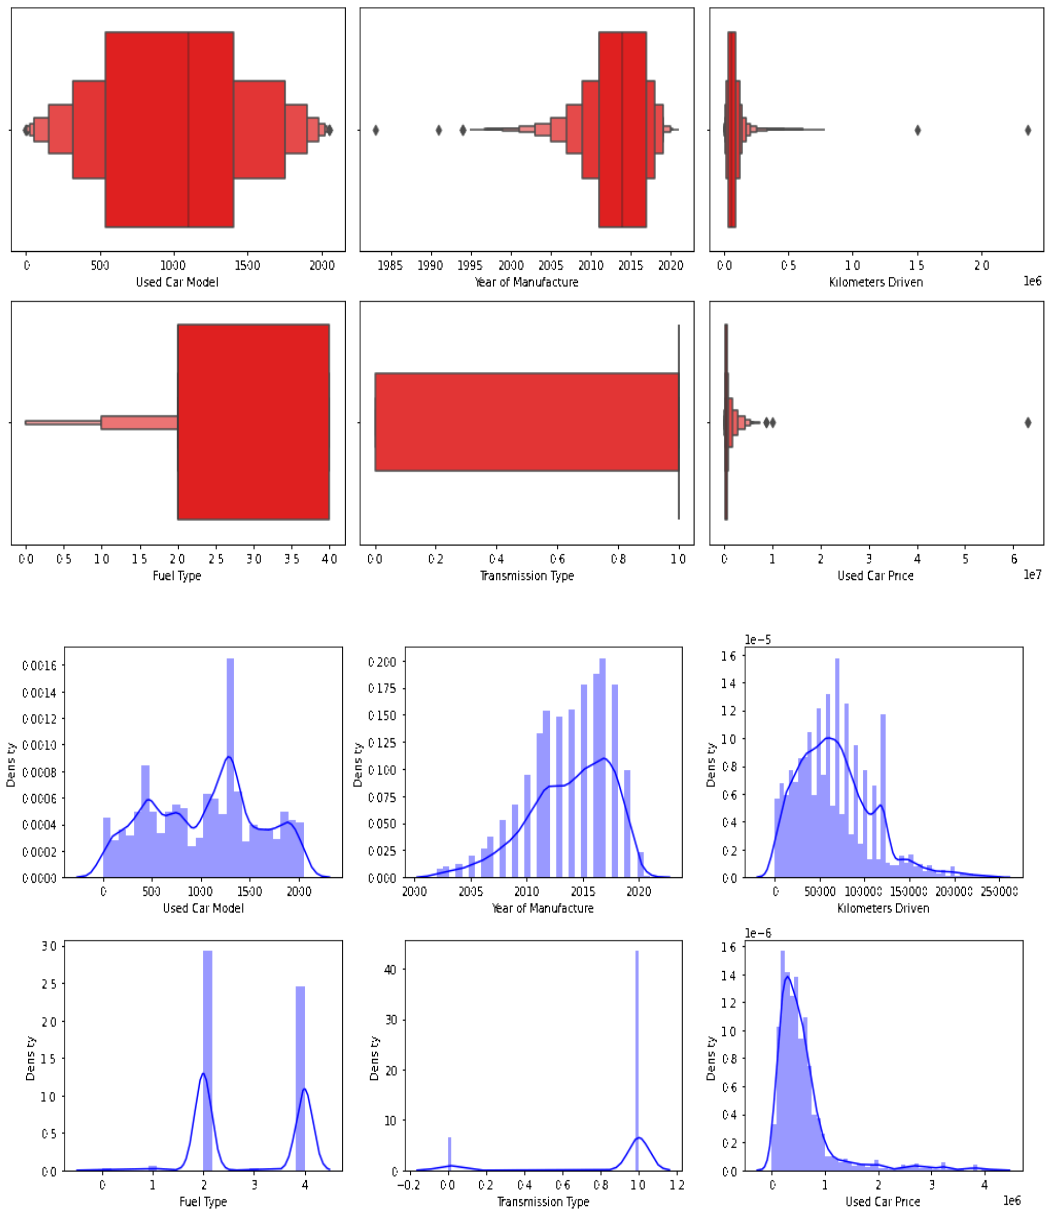 0 500 1000 1500 2000
Used Car Model
1985 1990 1995 2000 2005 2010 2015 2020
Year of Manufacture
0.0 0.5 1.0 1.5 2.0
1e6
Kilometers Driven
0.0 0.5 1.0 1.5 2.0 2.5 3.0 3.5 4.0
Fuel Type
0.0 0.2 0.4 0.6 0.8 1.0
Transmission Type
0 1 2 3 4 5 6
1e7
Used Car Price
0.0016
0.0014
0.0012
0.0010
0.0008
0.0006
0.0004
0.0002
0.0000
Density
0 500 1000 1500 2000
Used Car Model
0.200
0.175
0.150
0.125
0.100
0.075
0.050
0.025
0.000
Density
2000 2005 2010 2015 2020
Year of Manufacture
1e-5
1.6
1.4
1.2
1.0
0.8
0.6
0.4
0.2
0.0
Density
0 50000 100000 150000 200000 250000
Kilometers Driven
3.0
2.5
2.0
1.5
1.0
0.5
0.0
Density
0 1 2 3 4
Fuel Type
40
30
20
10
0
Density
-0.2 0.0 0.2 0.4 0.6 0.8 1.0 1.2
Transmission Type
1e-6
1.6
1.4
1.2
1.0
0.8
0.6
0.4
0.2
0.0
Density
0 1 2 3 4
1e6
Used Car Price